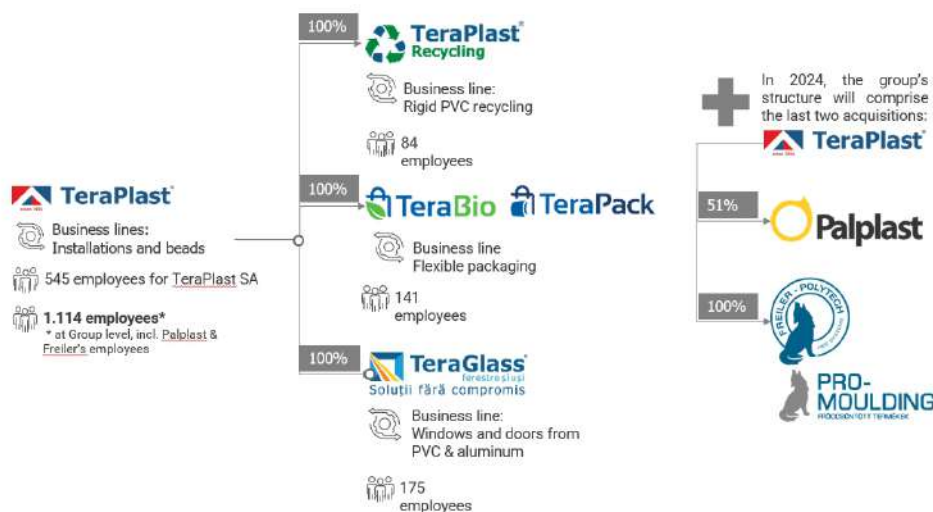 100%
TeraPlast®
Recycling
Business line:
Rigid PVC recycling
84
employees
In 2024, the group's
structure will comprise
the last two acquisitions:
TeraPlast®
TeraPlast®
Business lines:
Installations and beads
545 employees for TeraPlast SA
1.114 employees*
* at Group level, incl. Palplast &
Freiler's employees
100%
TeraBio
TeraPack
Business line
Flexible packaging
141
employees
51%
Palplast
100%
FREILER-POLYTECH
PRO-
MOULDING
FRÖCCSÖNTÖTT TERMÉKEK
100%
TeraGlass®
ferestre și uși
Soluții fără compromis
Business line:
Windows and doors from
PVC & aluminum
175
employees